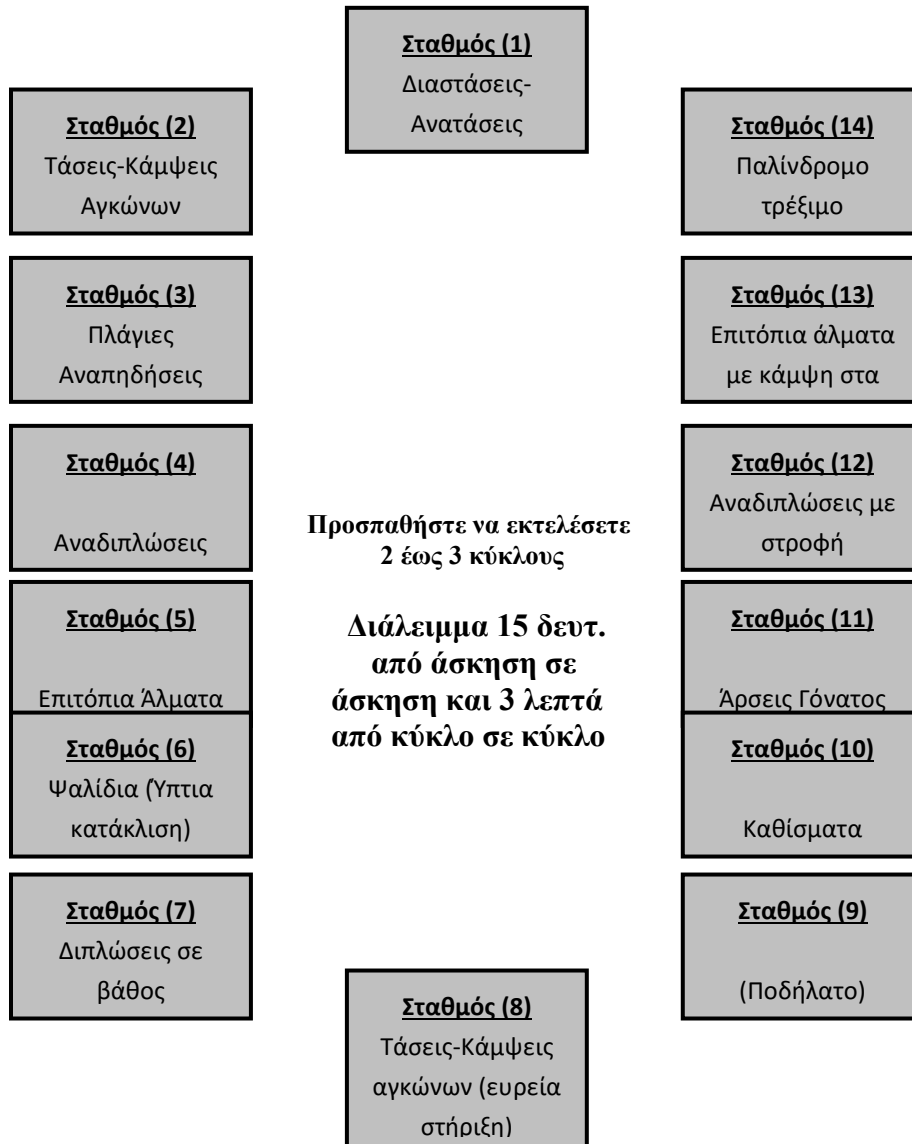 Σταθμός (1)
Διαστάσεις-
Ανατάσεις
Σταθμός (2)
Τάσεις-Κάμψεις
Αγκώνων
Σταθμός (14)
Παλίνδρομο
τρέξιμο
Σταθμός (3)
Πλάγιες
Αναπηδήσεις
Σταθμός (13)
Επιτόπια άλματα
με κάμψη στα
Σταθμός (4)
Αναδιπλώσεις
Προσπαθήστε να εκτελέσετε
2 έως 3 κύκλους
Σταθμός (12)
Αναδιπλώσεις με
στροφή
Σταθμός (5)
Επιτόπια Άλματα
Διάλειμμα 15 δευτ.
από άσκηση σε
άσκηση και 3 λεπτά
από κύκλο σε κύκλο
Σταθμός (11)
Άρσεις Γόνατος
Σταθμός (6)
Ψαλίδια (Ύπτια
κατάκλιση)
Σταθμός (10)
Καθίσματα
Σταθμός (7)
Διπλώσεις σε
βάθος
Σταθμός (9)
(Ποδήλατο)
Σταθμός (8)
Τάσεις-Κάμψεις
αγκώνων (ευρεία
στήριξη)